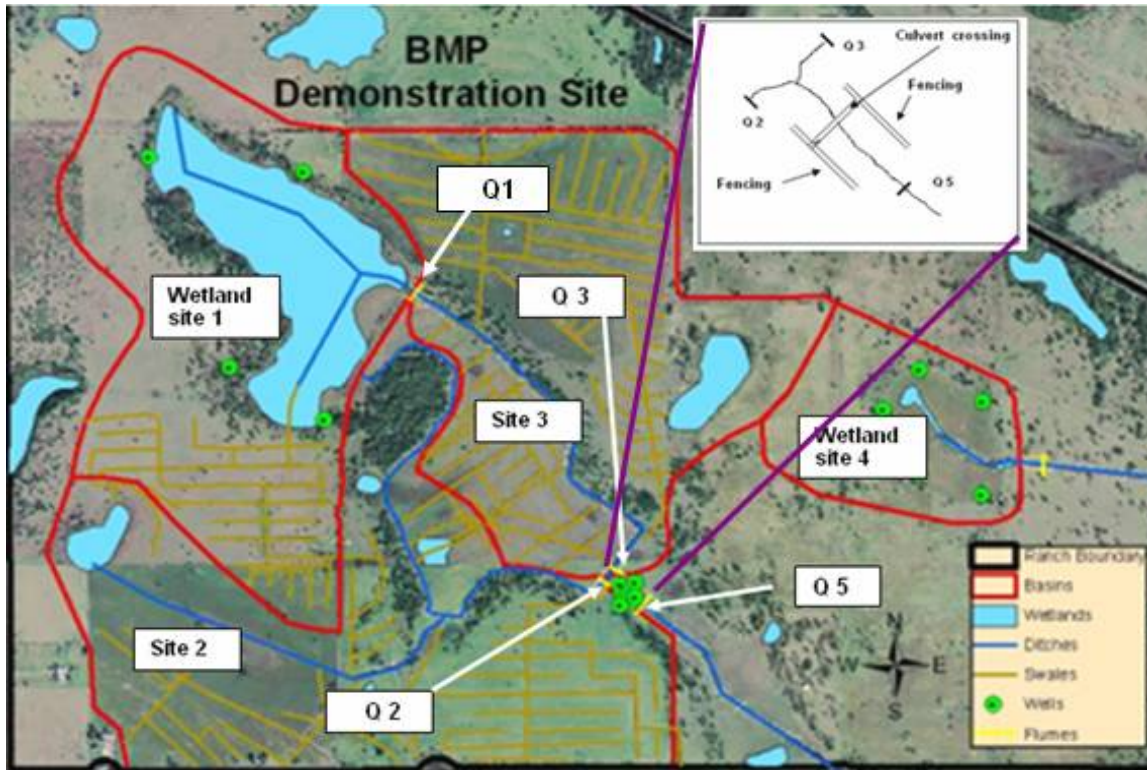 BMP
Demonstration Site
Q 3
Culvert crossing
Fencing
Q 2
Fencing
Q 5
Q1
Q 3
Wetland
site 1
Site 3
Wetland
site 4
Site 2
Q 2
Q 5
N
W E
S
Ranch Boundary
Basins
Wetlands
Ditches
Swales
Wells
Flumes